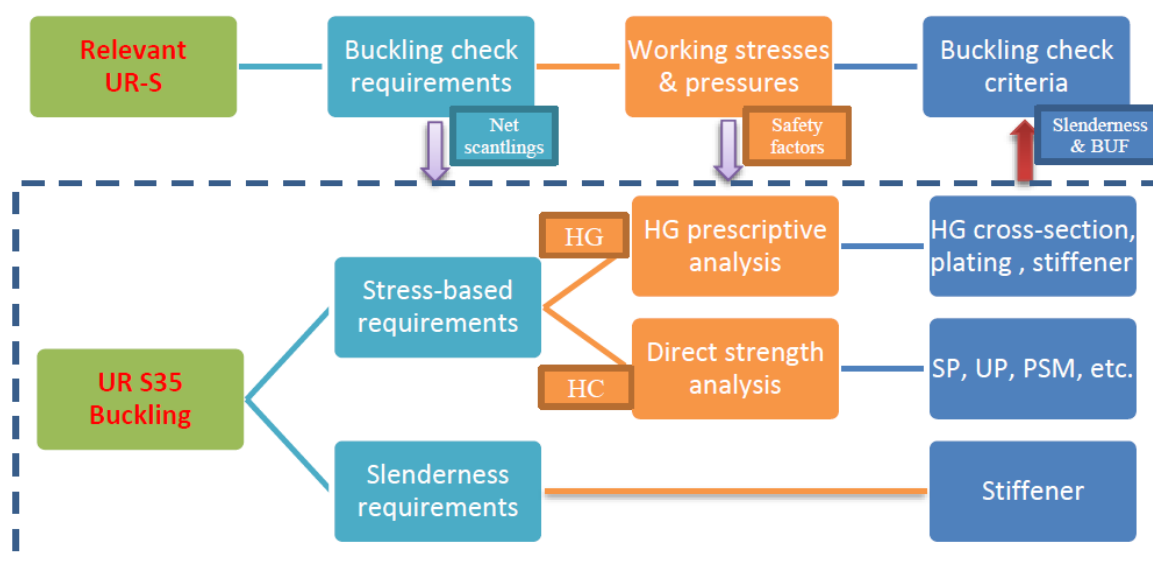 Relevant
UR-S
Buckling check
requirements
Working stresses
& pressures
Buckling check
criteria
Net
scantlings
Safety
factors
Slenderness
& BUF
HG
HG prescriptive
analysis
HG cross-section,
plating , stiffener
Stress-based
requirements
Direct strength
analysis
SP, UP, PSM, etc.
HC
UR S35
Buckling
Slenderness
requirements
Stiffener